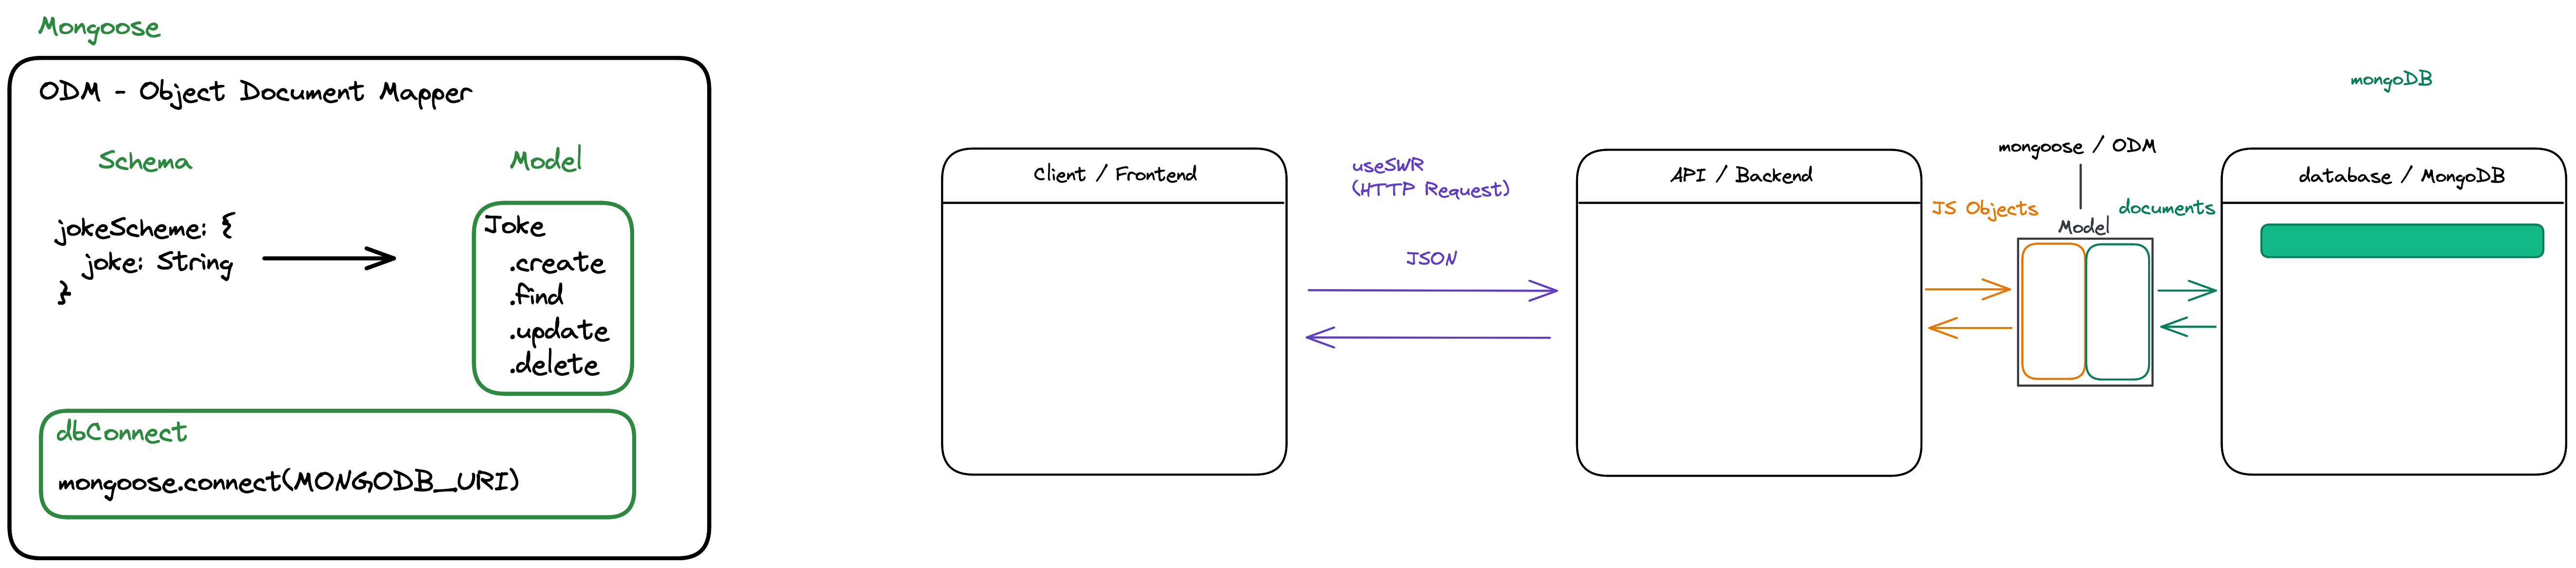 Mongoose
ODM - Object Document Mapper
Schema
Model
jokeScheme: {
joke: String
}
Joke
.create
.find
.update
.delete
dbConnect
mongoose.connect(MONGODB_URI)
Client / Frontend
useSWR
(HTTP Request)
JSON
API / Backend
mongoose / ODM
JS Objects
documents
Model
mongoDB
database / MongoDB